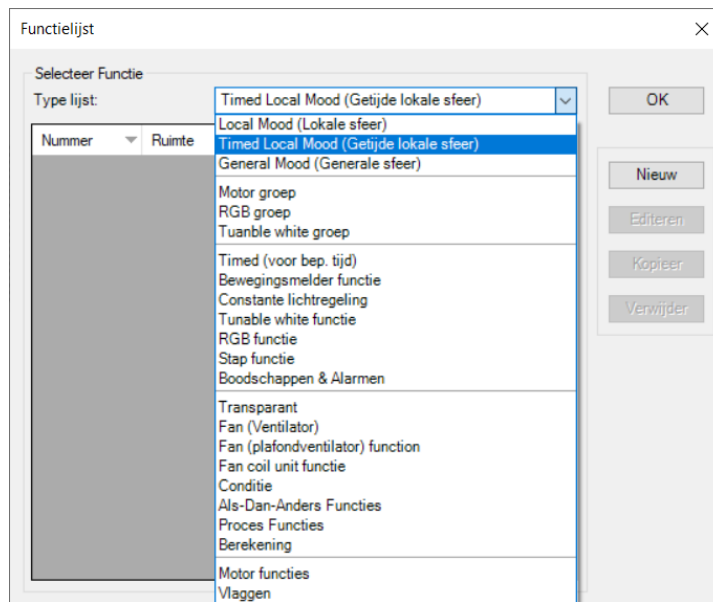 Functielijst
Selecteer Functie
Type lijst:
Timed Local Mood (Getijde lokale sfeer)
OK
Nummer
Ruimte
Local Mood (Lokale sfeer)
Timed Local Mood (Getijde lokale sfeer)
General Mood (Generale sfeer)
Motor groep
RGB groep
Tuanble white groep
Timed (voor bep. tijd)
Bewegingsmelder functie
Constante lichtregeling
Tunable white functie
RGB functie
Stap functie
Boodschappen & Alarmen
Transparant
Fan (Ventilator)
Fan (plafondventilator) function
Fan coil unit functie
Conditie
Als-Dan-Anders Functies
Proces Functies
Berekening
Motor functies
Vlaggen
Nieuw
Editeren
Kopieer
Verwijder